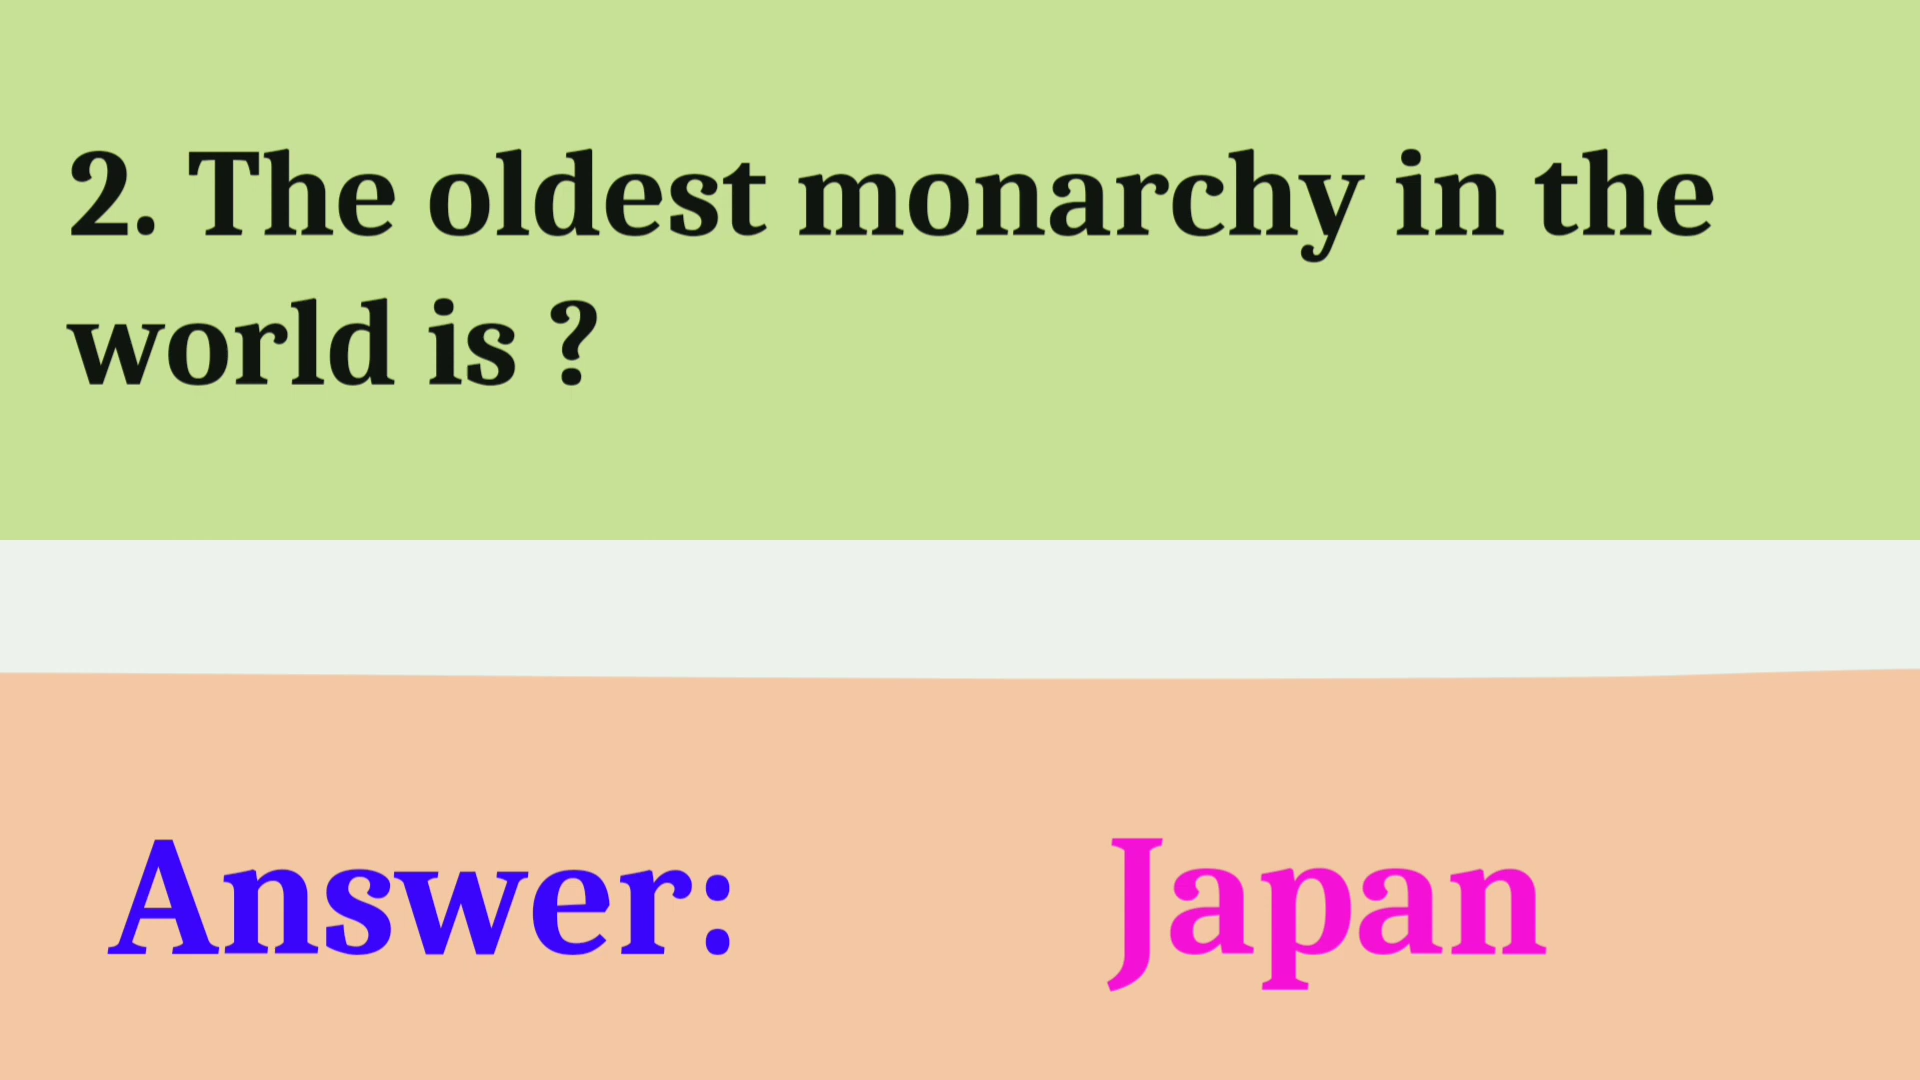 2. The oldest monarchy in the
world is ?
Answer: Japan